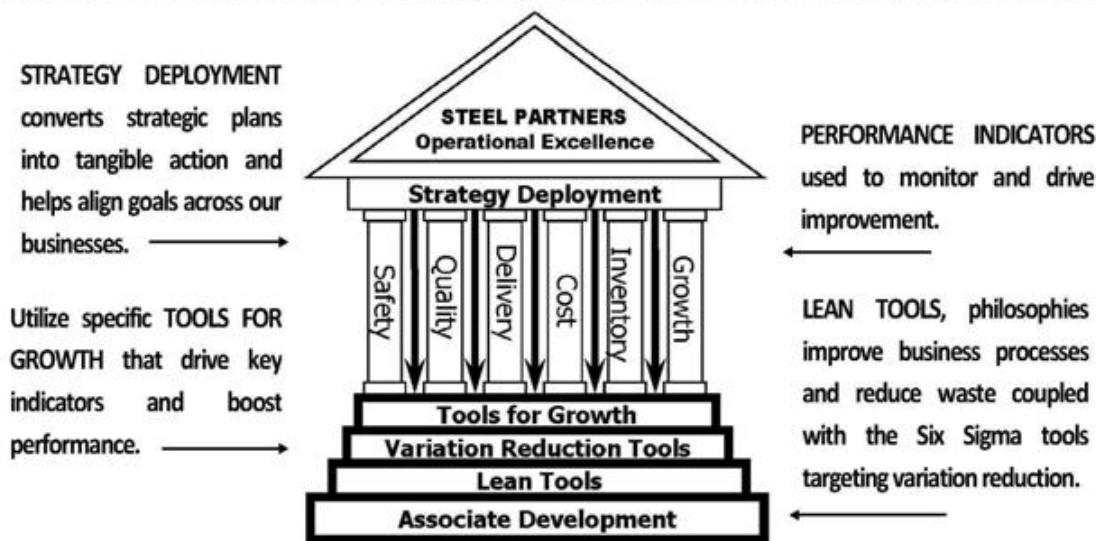 STRATEGY DEPLOYMENT
converts strategic plans
into tangible action and
helps align goals across our
businesses.
Utilize specific TOOLS FOR
GROWTH that drive key
indicators and boost
performance.
STEEL PARTNERS
Operational Excellence
Strategy Deployment
Safety
Quality
Delivery
Cost
Inventory
Growth
Tools for Growth
Variation Reduction Tools
Lean Tools
Associate Development
PERFORMANCE INDICATORS
used to monitor and drive
improvement.
LEAN TOOLS, philosophies
improve business processes
and reduce waste coupled
with the Six Sigma tools
targeting variation reduction.